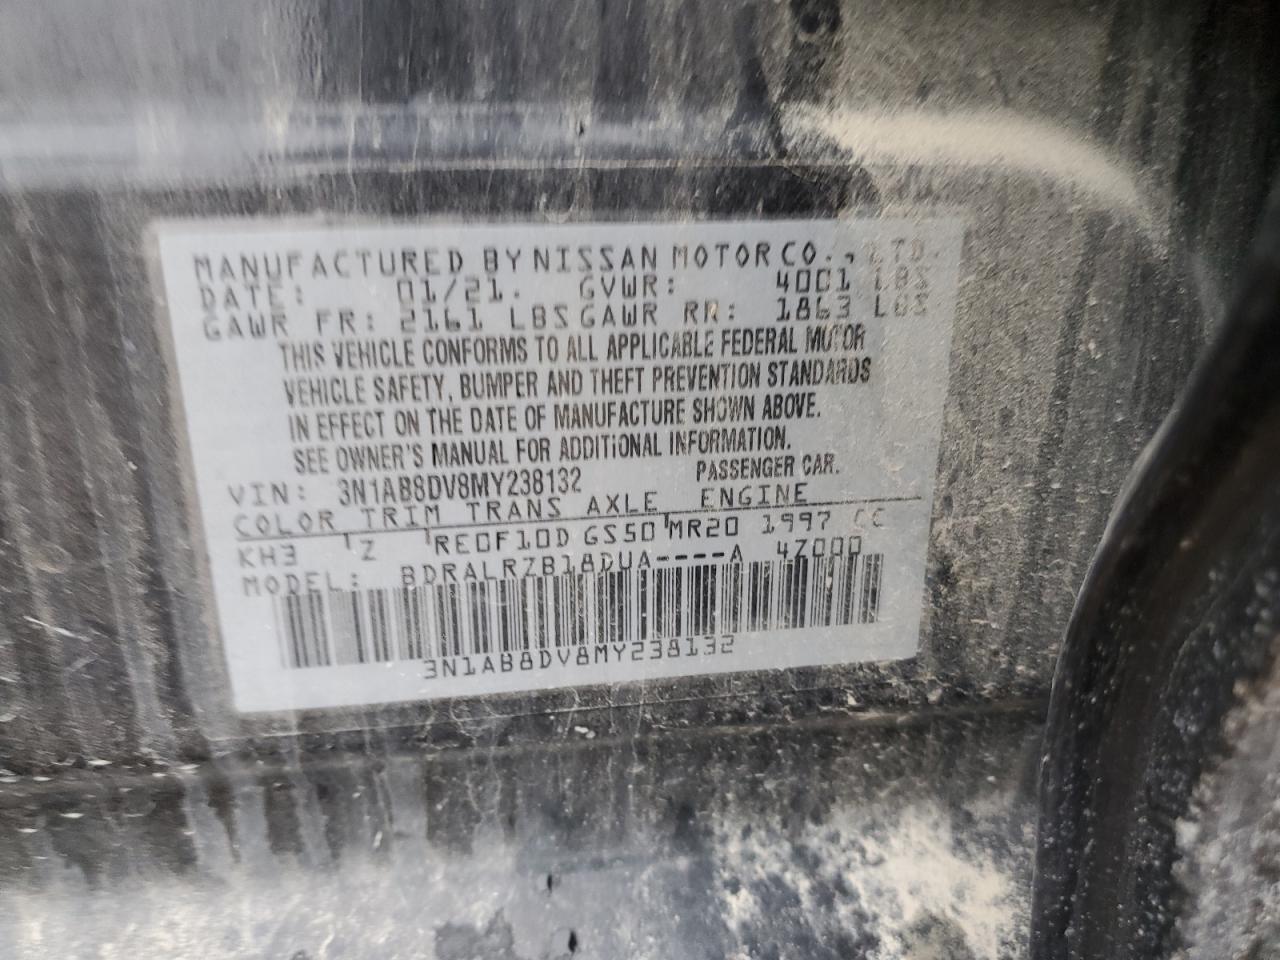 MANUFACTURED BY NISSAN MOTOR CO., LTD.
DATE: 01/21. GVWR: 4001 LBS
GAWR FR: 2161 LBS GAWR RR: 1863 LBS
THIS VEHICLE CONFORMS TO ALL APPLICABLE FEDERAL MOTOR
VEHICLE SAFETY, BUMPER AND THEFT PREVENTION STANDARDS
IN EFFECT ON THE DATE OF MANUFACTURE SHOWN ABOVE.
SEE OWNER'S MANUAL FOR ADDITIONAL INFORMATION.
VIN: 3N1AB8DV8MY238132 PASSENGER CAR.
COLOR TRIM TRANS AXLE ENGINE
KH3 Z RE0F10D GS50 MR20 1997 CC
MODEL: BDRALRZB18DUA----A 47000
3N1AB8DV8MY238132